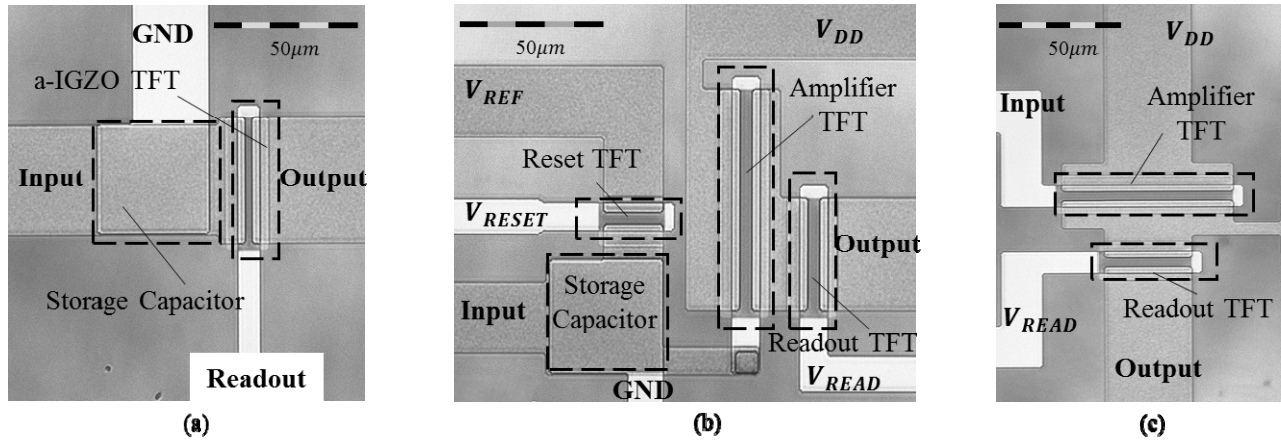 GND
50μm
a-IGZO TFT
Input
Output
Storage Capacitor
Readout
(a)
50μm
V_DD
V_REF
Amplifier
TFT
Reset TFT
V_RESET
Output
Storage
Capacitor
Input
Readout TFT
GND
V_READ
(b)
50μm
V_DD
Input
Amplifier
TFT
Readout TFT
V_READ
Output
(c)